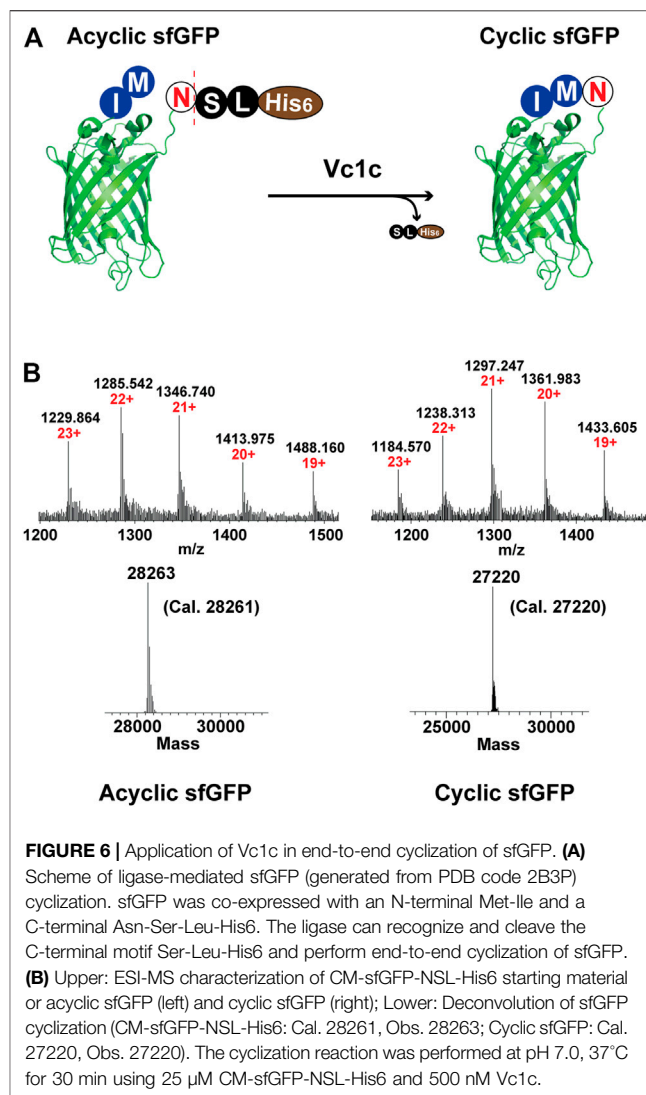 A
Acyclic sfGFP
Cyclic sfGFP
I M N S L His6
I M N
Vc1c
S L His6
B
1229.864
23+
1285.542
22+
1346.740
21+
1413.975
20+
1488.160
19+
1200 1300 1400 1500
m/z
1184.570
23+
1238.313
22+
1297.247
21+
1361.983
20+
1433.605
19+
1200 1300 1400
m/z
28263
(Cal. 28261)
28000 30000
Mass
27220
(Cal. 27220)
25000 30000
Mass
Acyclic sfGFP
Cyclic sfGFP
FIGURE 6 | Application of Vc1c in end-to-end cyclization of sfGFP. (A)
Scheme of ligase-mediated sfGFP (generated from PDB code 2B3P)
cyclization. sfGFP was co-expressed with an N-terminal Met-Ile and a
C-terminal Asn-Ser-Leu-His6. The ligase can recognize and cleave the
C-terminal motif Ser-Leu-His6 and perform end-to-end cyclization of sfGFP.
(B) Upper: ESI-MS characterization of CM-sfGFP-NSL-His6 starting material
or acyclic sfGFP (left) and cyclic sfGFP (right); Lower: Deconvolution of sfGFP
cyclization (CM-sfGFP-NSL-His6: Cal. 28261, Obs. 28263; Cyclic sfGFP: Cal.
27220, Obs. 27220). The cyclization reaction was performed at pH 7.0, 37°C
for 30 min using 25 μM CM-sfGFP-NSL-His6 and 500 nM Vc1c.